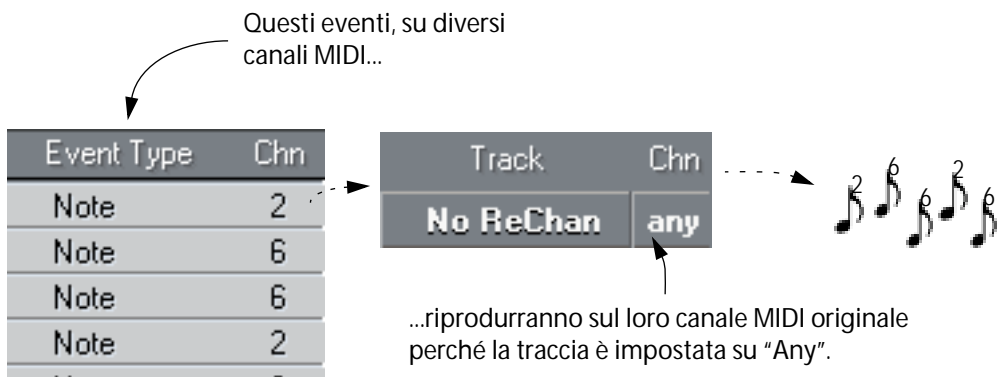 Questi eventi, su diversi
canali MIDI...
Event Type Chn
Note 2
Note 6
Note 6
Note 2
Track Chn
No ReChan any
2 6 6 2 6
...riprodurranno sul loro canale MIDI originale
perché la traccia è impostata su “Any”.